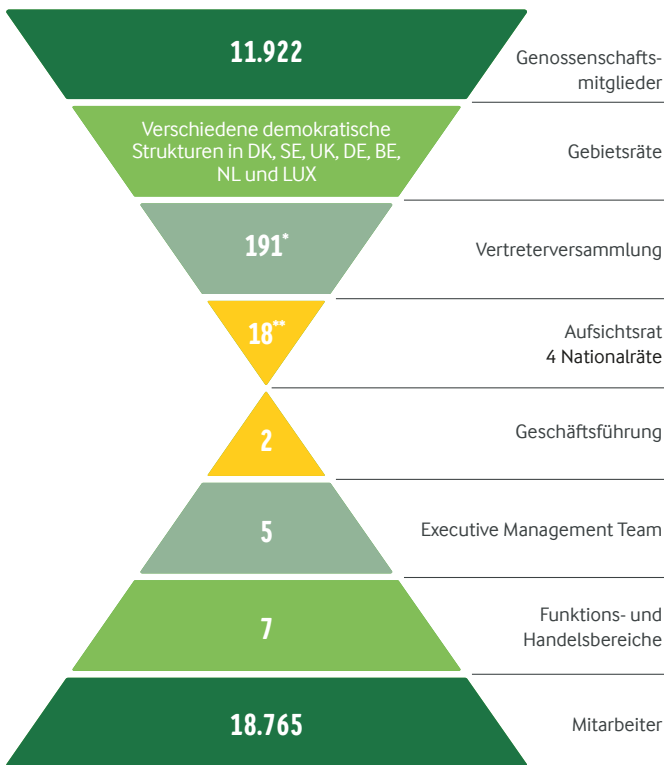 11.922
Genossenschafts-
mitglieder
Verschiedene demokratische
Strukturen in DK, SE, UK, DE, BE,
NL und LUX
Gebietsräte
191*
Vertreterversammlung
18**
Aufsichtsrat
4 Nationalräte
2
Geschäftsführung
5
Executive Management Team
7
Funktions- und
Handelsbereiche
18.765
Mitarbeiter